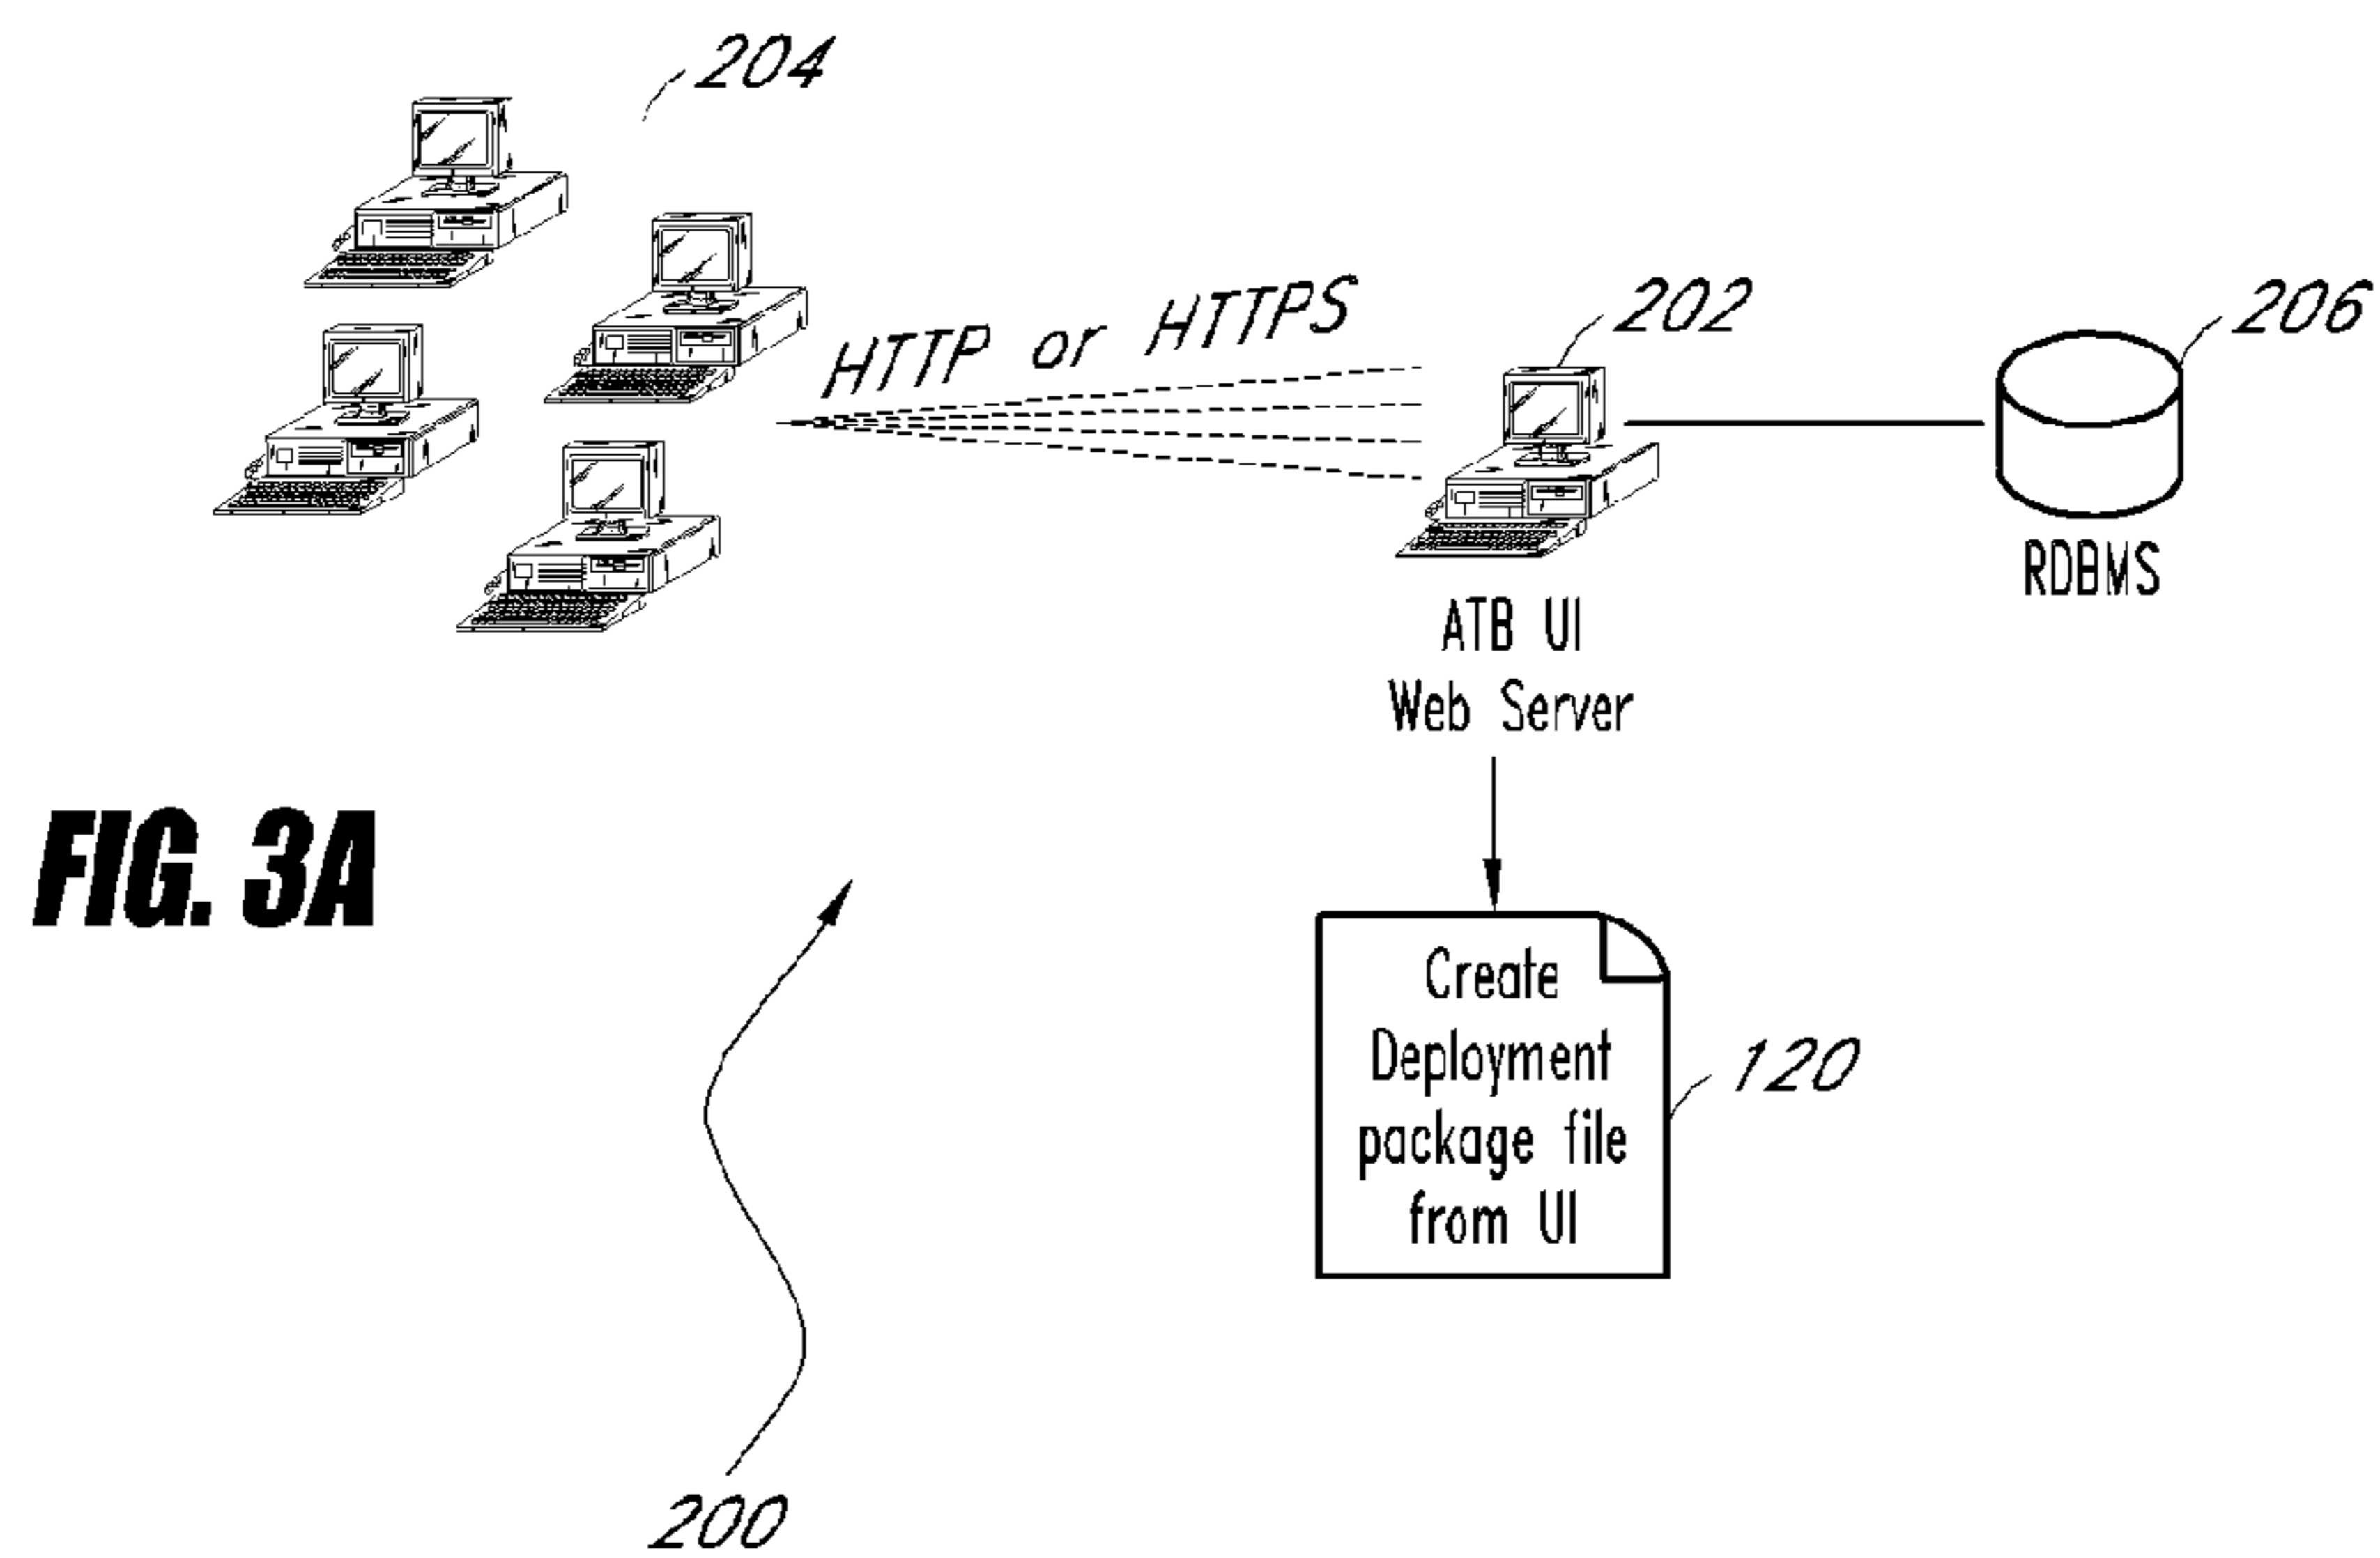 204
HTTP or HTTPS
202
206
RDBMS
ATB UI
Web Server
FIG. 3A
Create
Deployment
package file
from UI
120
200